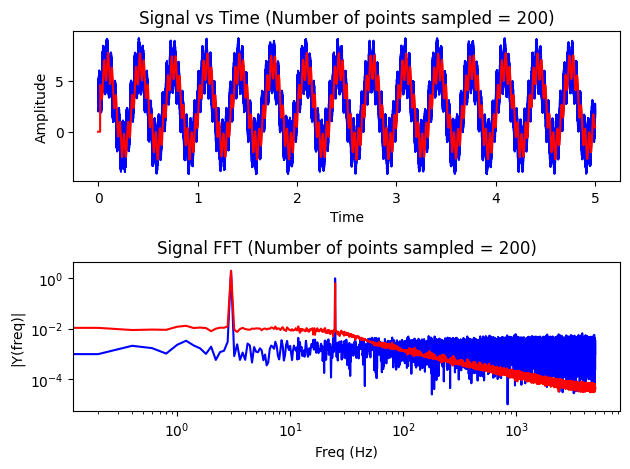 Signal vs Time (Number of points sampled = 200)
Amplitude
5
0
0 1 2 3 4 5
Time
Signal FFT (Number of points sampled = 200)
|Y(freq)|
10⁰
10⁻²
10⁻⁴
10⁰ 10¹ 10² 10³
Freq (Hz)